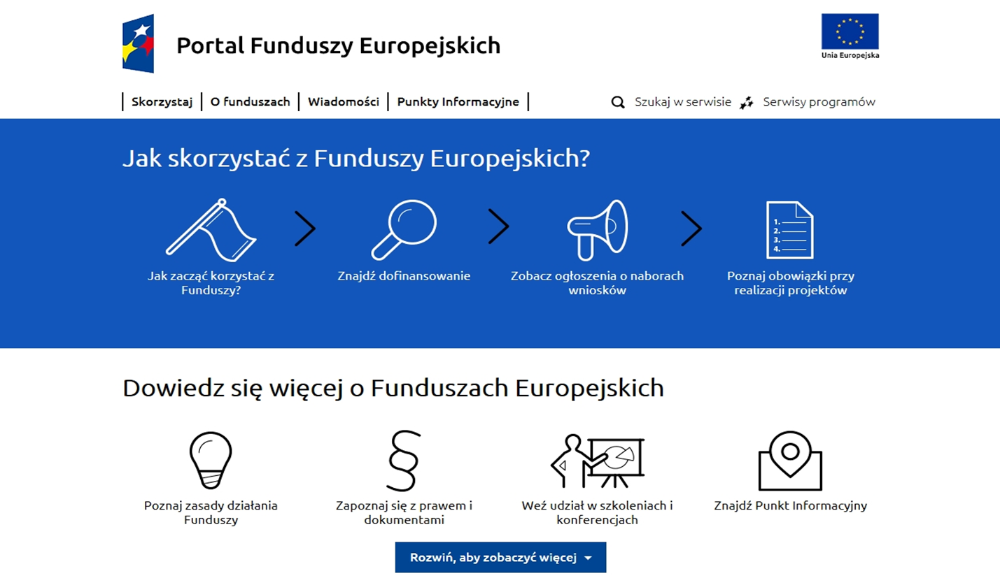 Portal Funduszy Europejskich
Unia Europejska
Skorzystaj
O funduszach
Wiadomości
Punkty Informacyjne
Szukaj w serwisie
Serwisy programów
Jak skorzystać z Funduszy Europejskich?
Jak zacząć korzystać z
Funduszy?
Znajdź dofinansowanie
Zobacz ogłoszenia o naborach
wniosków
1.
2.
3.
4.
Poznaj obowiązki przy
realizacji projektów
Dowiedz się więcej o Funduszach Europejskich
Poznaj zasady działania
Funduszy
Zapoznaj się z prawem i
dokumentami
Weź udział w szkoleniach i
konferencjach
Znajdź Punkt Informacyjny
Rozwiń, aby zobaczyć więcej